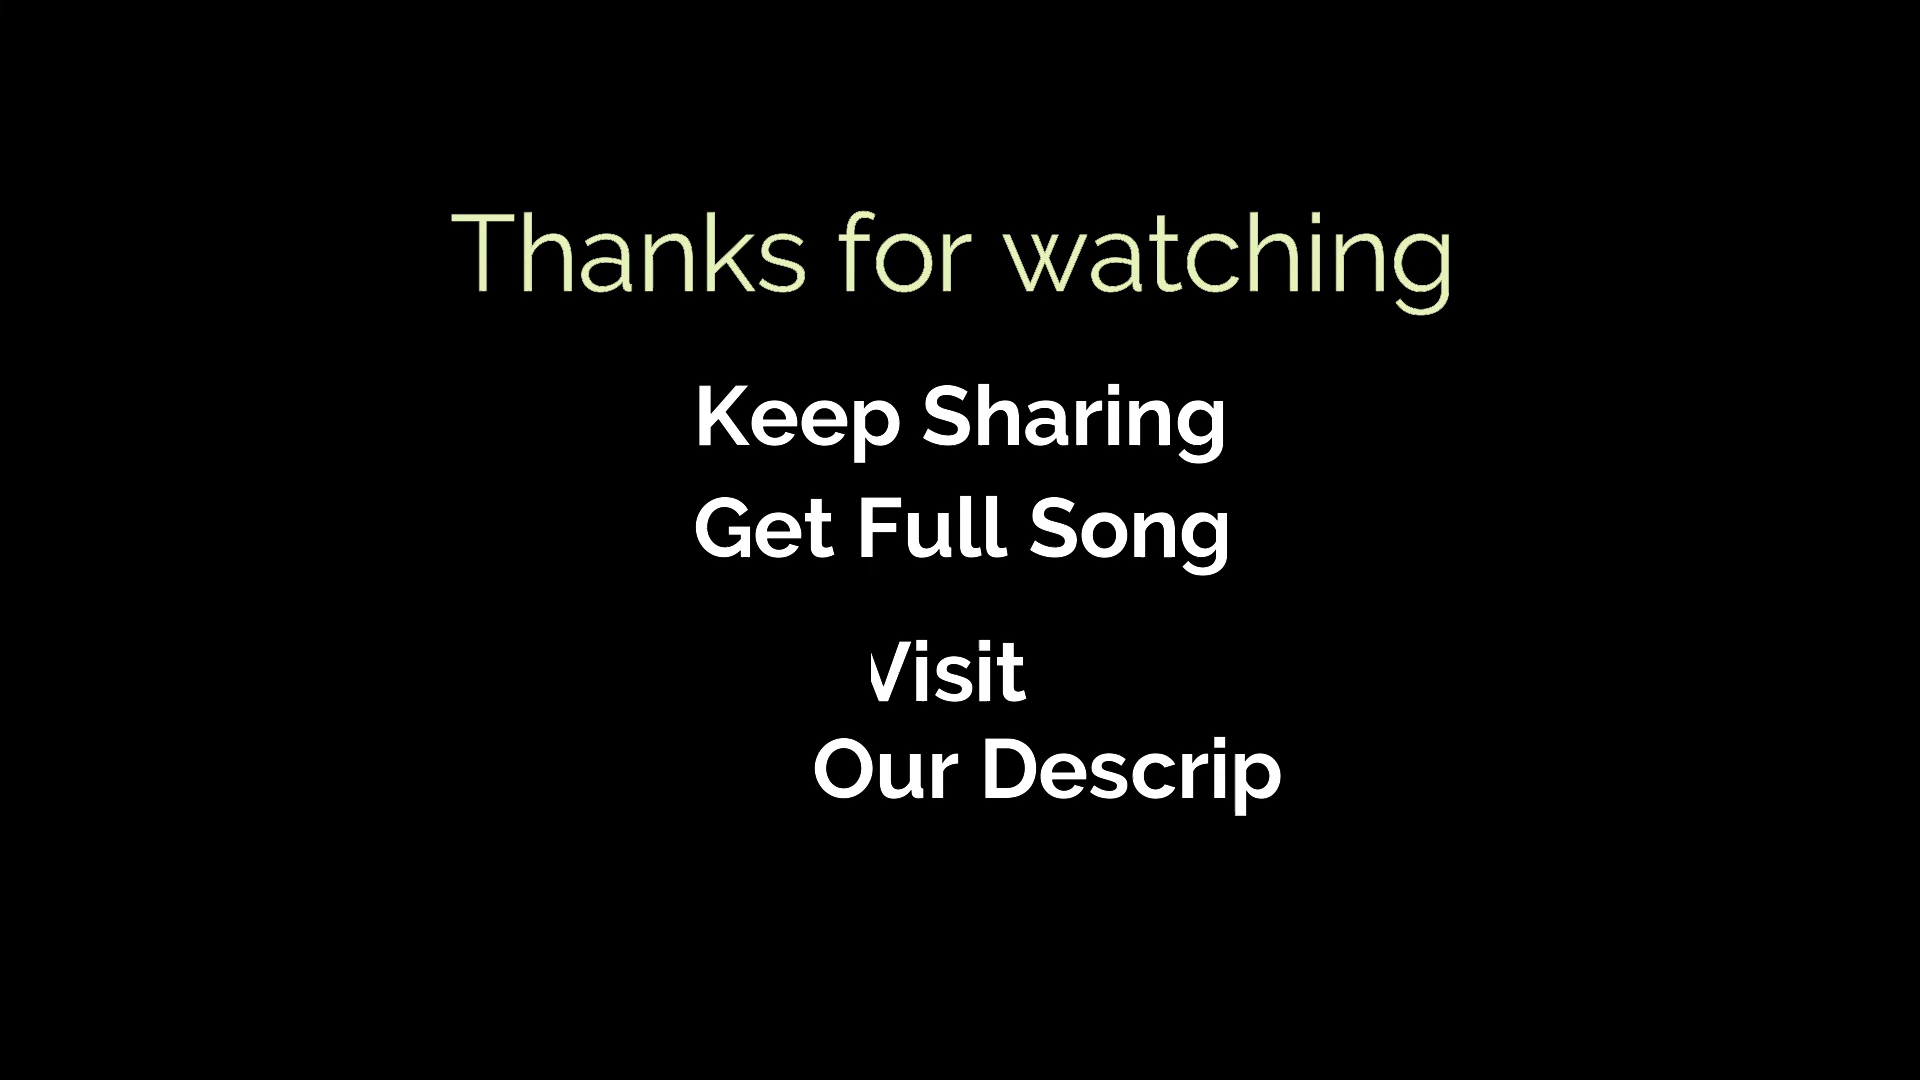 Thanks for watching
Keep Sharing
Get Full Song
Visit
Our Descrip